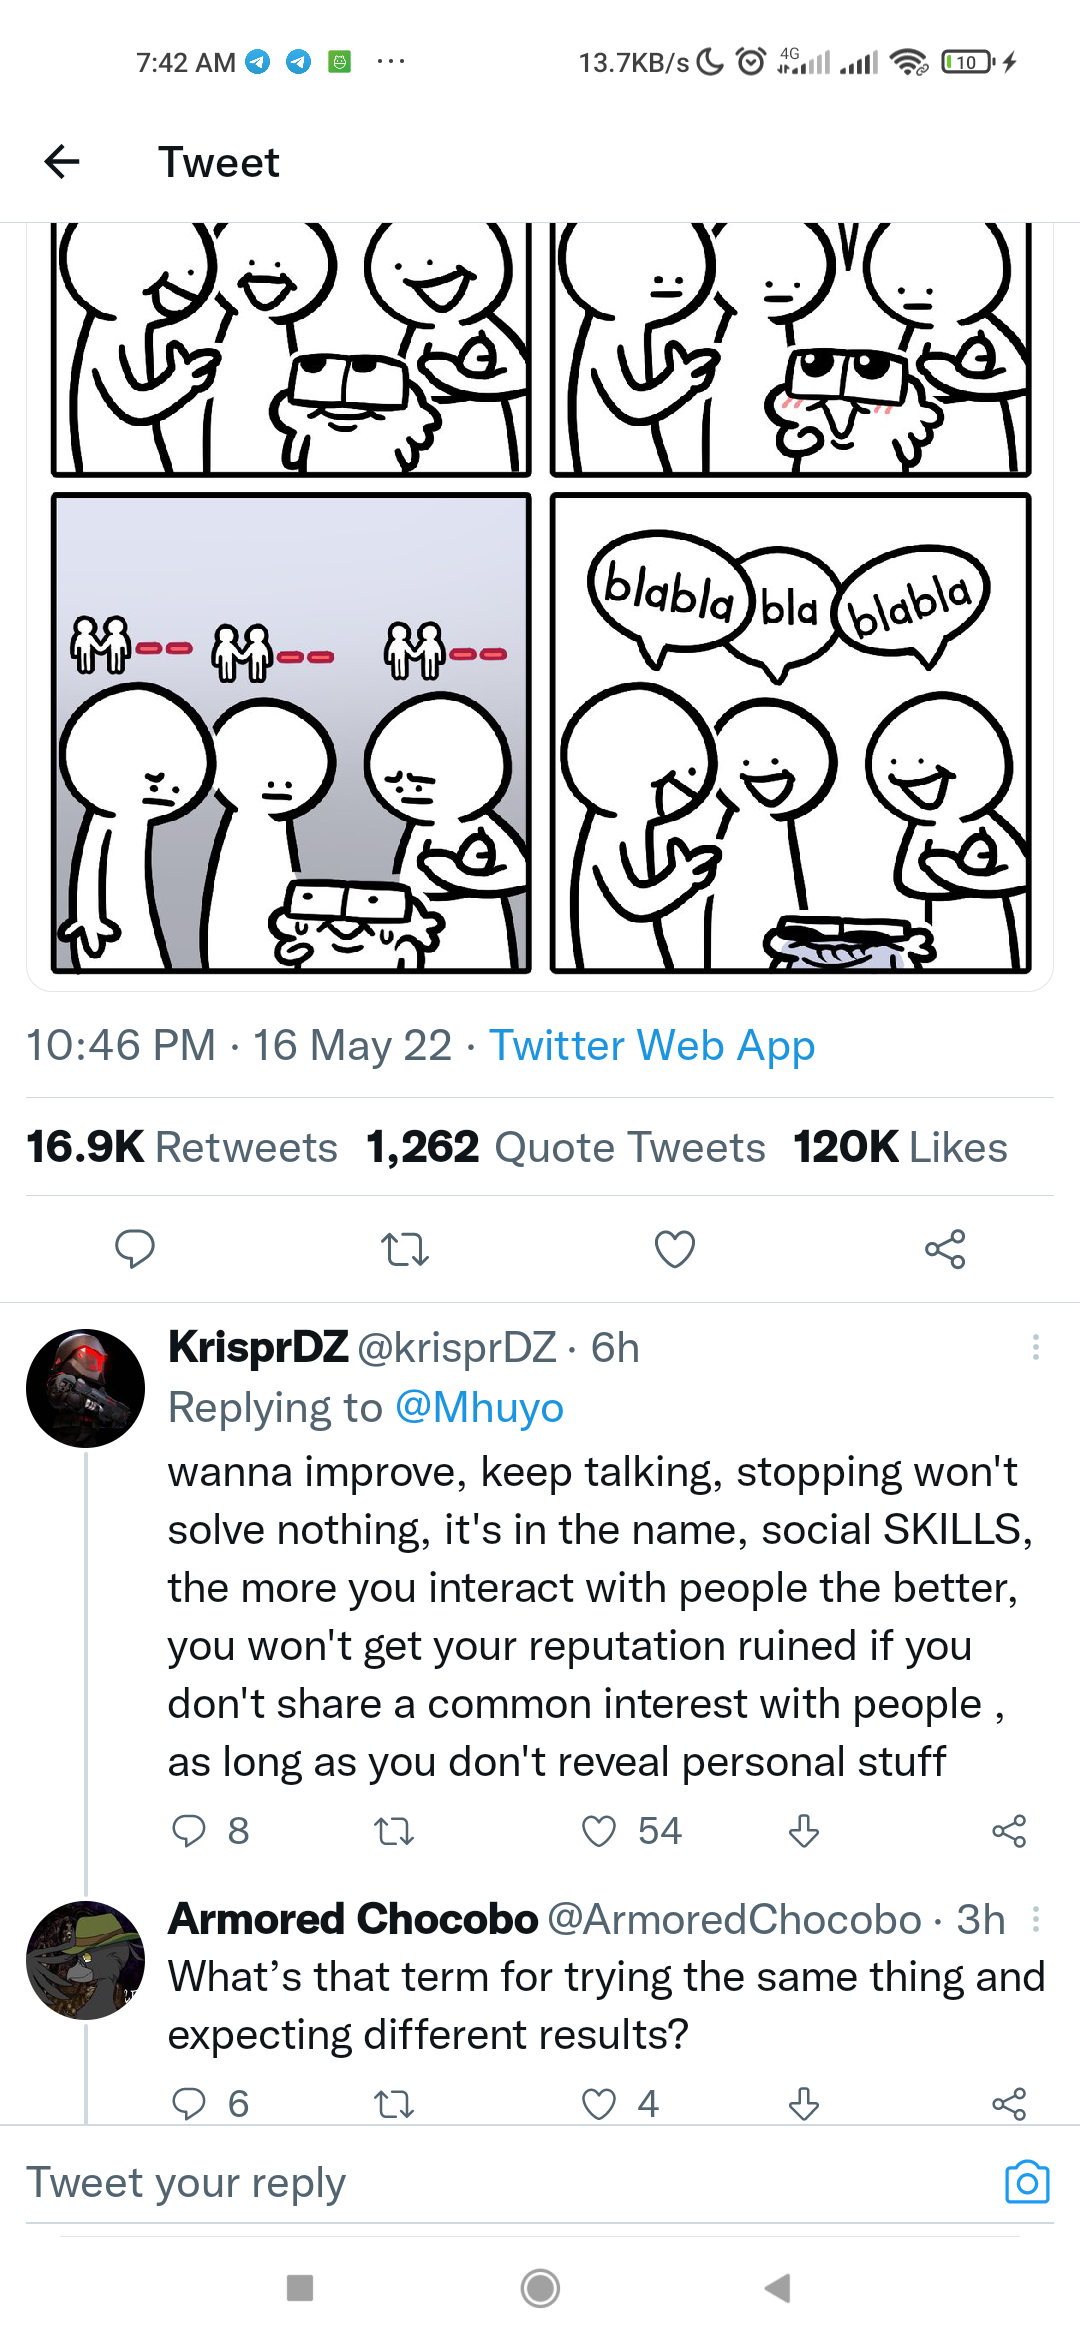 7:42 AM ... 13.7KB/s 4G 10
Tweet
blabla bla blabla
10:46 PM · 16 May 22 · Twitter Web App
16.9K Retweets 1,262 Quote Tweets 120K Likes
KrisprDZ @krisprDZ · 6h
Replying to @Mhuyo
wanna improve, keep talking, stopping won't
solve nothing, it's in the name, social SKILLS,
the more you interact with people the better,
you won't get your reputation ruined if you
don't share a common interest with people ,
as long as you don't reveal personal stuff
8 54
Armored Chocobo @ArmoredChocobo · 3h
What’s that term for trying the same thing and
expecting different results?
6 4
Tweet your reply